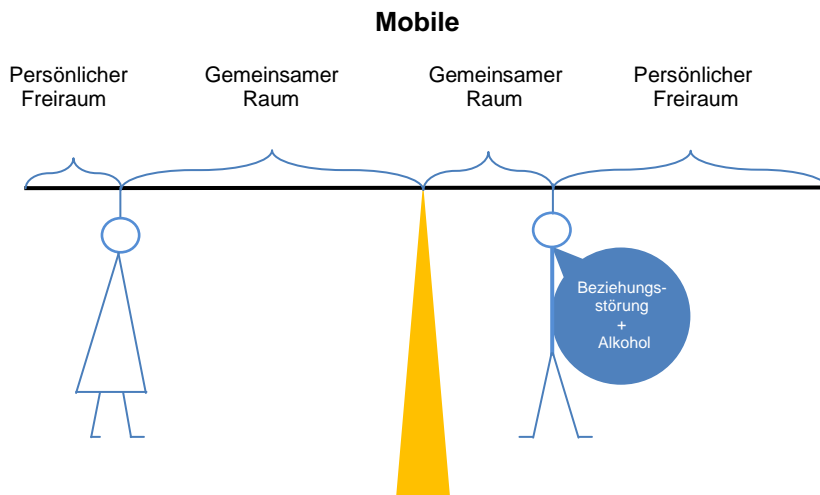 Mobile
Persönlicher
Freiraum
Gemeinsamer
Raum
Gemeinsamer
Raum
Persönlicher
Freiraum
Beziehungs-
störung
+
Alkohol